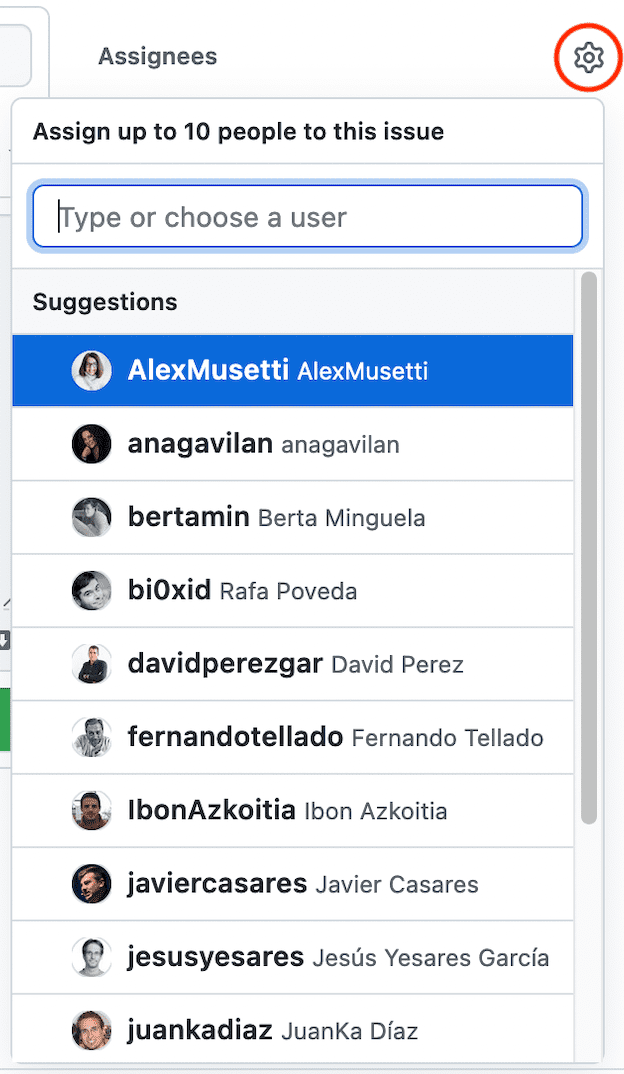 Assignees
Assign up to 10 people to this issue
Type or choose a user
Suggestions
AlexMusetti AlexMusetti
anagavilan anagavilan
bertamin Berta Minguela
bi0xid Rafa Poveda
davidperezgar David Perez
fernandotellado Fernando Tellado
IbonAzkoitia Ibon Azkoitia
javiercasares Javier Casares
jesusyesares Jesús Yesares García
juankadiaz JuanKa Díaz